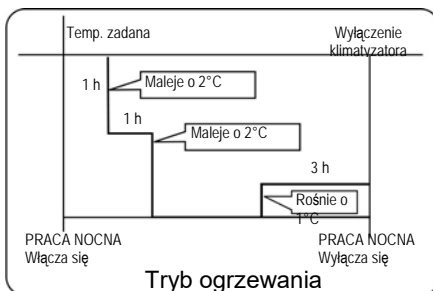 Temp. zadana
Wyłączenie
klimatyzatora
1 h
Maleje o 2°C
1 h
Maleje o 2°C
3 h
Rośnie o
1°C
PRACA NOCNA
Włącza się
PRACA NOCNA
Wyłącza się
Tryb ogrzewania